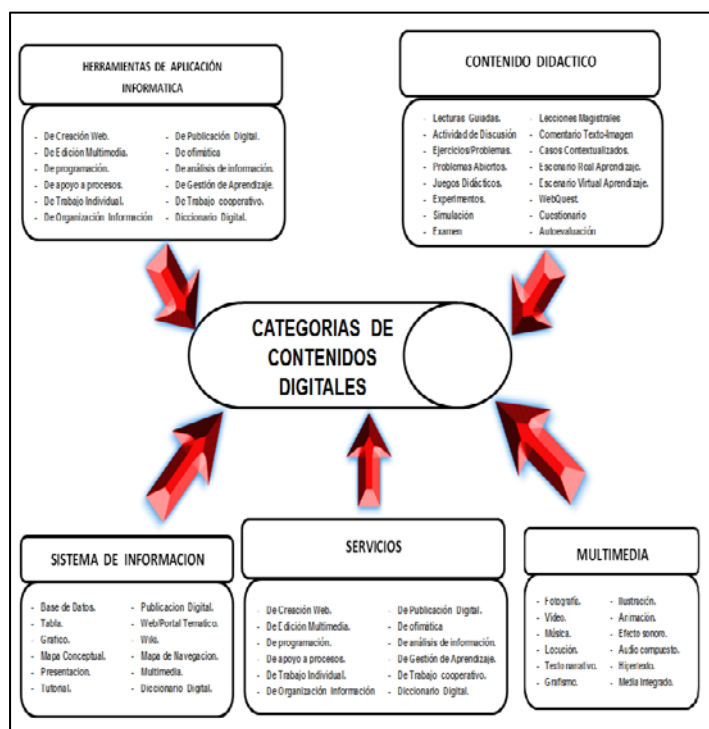 HERRAMIENTAS DE APLICACIÓN
INFORMATICA
- De Creación Web.
- De Edición Multimedia.
- De programación.
- De apoyo a procesos.
- De Trabajo Individual.
- De Organización Información
- De Publicación Digital.
- De ofimática
- De análisis de información.
- De Gestión de Aprendizaje.
- De Trabajo cooperativo.
- Diccionario Digital.
CONTENIDO DIDACTICO
- Lecturas Guiadas.
- Actividad de Discusión
- Ejercicios/Problemas.
- Problemas Abiertos.
- Juegos Didácticos.
- Experimentos.
- Simulación
- Examen
- Lecciones Magistrales
- Comentario Texto-Imagen
- Casos Contextualizados.
- Escenario Real Aprendizaje.
- Escenario Virtual Aprendizaje.
- WebQuest.
- Cuestionario
- Autoevaluación
CATEGORIAS DE
CONTENIDOS
DIGITALES
SISTEMA DE INFORMACION
- Base de Datos.
- Tabla.
- Gráfico.
- Mapa Conceptual.
- Presentacion.
- Tutorial.
- Publicacion Digital.
- Web/Portal Tematico.
- Wiki.
- Mapa de Navegacion.
- Multimedia.
- Diccionario Digital.
SERVICIOS
- De Creación Web.
- De Edición Multimedia.
- De programación.
- De apoyo a procesos.
- De Trabajo Individual.
- De Organización Información
- De Publicación Digital.
- De ofimática
- De análisis de información.
- De Gestión de Aprendizaje.
- De Trabajo cooperativo.
- Diccionario Digital.
MULTIMEDIA
- Fotografía.
- Video.
- Música.
- Locución.
- Texto narrativo.
- Grafismo.
- Ilustración.
- Animación.
- Efecto sonoro.
- Audio compuesto.
- Hipertexto.
- Media Integrado.